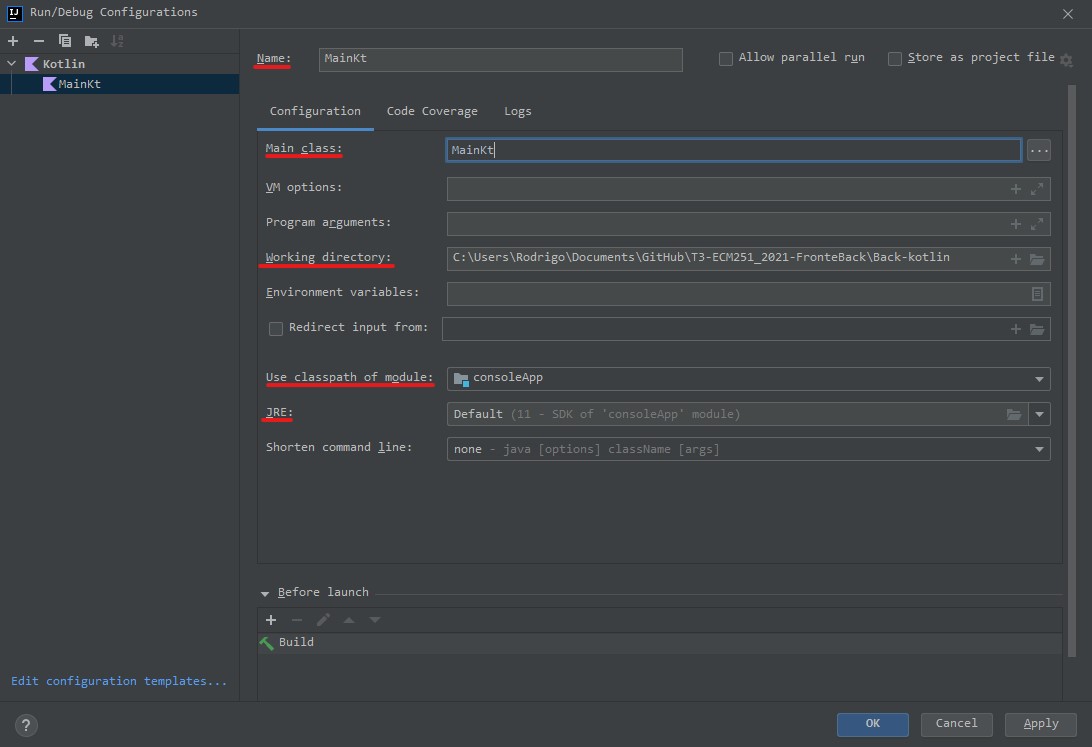 IJ Run/Debug Configurations
Kotlin
MainKt
Name: MainKt
Allow parallel run
Store as project file
Configuration Code Coverage Logs
Main class: MainKt ...
VM options:
Program arguments:
Working directory: C:\Users\Rodrigo\Documents\GitHub\T3-ECM251_2021-FronteBack\Back-kotlin
Environment variables:
Redirect input from:
Use classpath of module: consoleApp
JRE: Default (11 - SDK of 'consoleApp' module)
Shorten command line: none - java [options] className [args]
Before launch
Build
Edit configuration templates...
? OK Cancel Apply